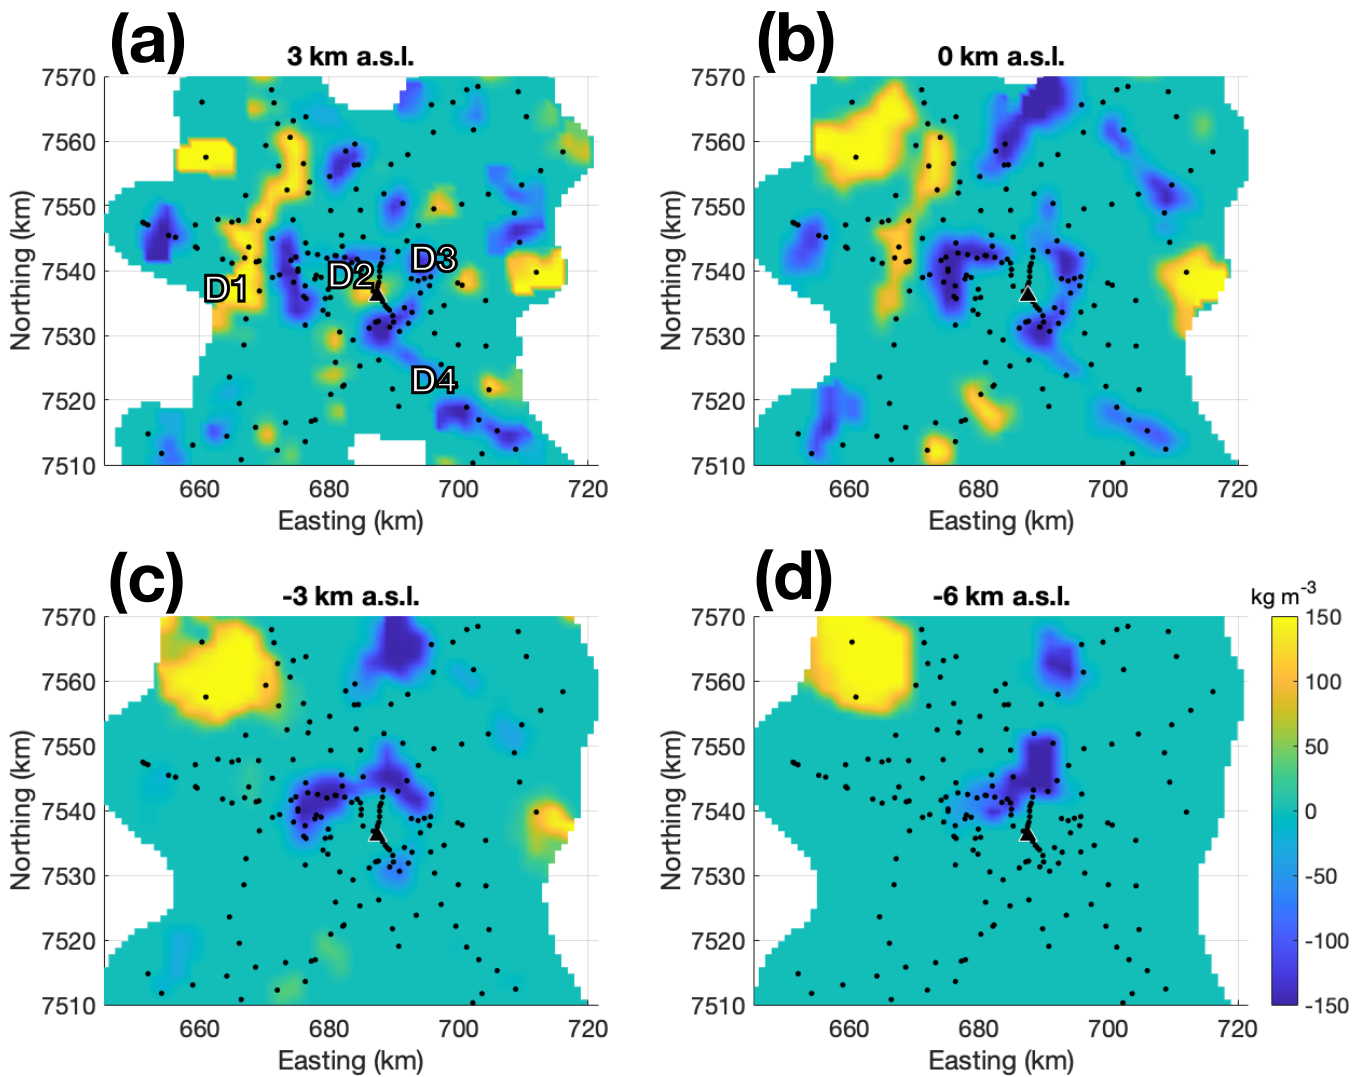 (a)
3 km a.s.l.
7570
7560
7550
7540
7530
7520
7510
Northing (km)
D1
D2
D3
D4
660
680
700
720
Easting (km)
(b)
0 km a.s.l.
7570
7560
7550
7540
7530
7520
7510
Northing (km)
660
680
700
720
Easting (km)
(c)
-3 km a.s.l.
7570
7560
7550
7540
7530
7520
7510
Northing (km)
660
680
700
720
Easting (km)
(d)
-6 km a.s.l.
7570
7560
7550
7540
7530
7520
7510
Northing (km)
660
680
700
720
Easting (km)
kg m⁻³
150
100
50
0
-50
-100
-150